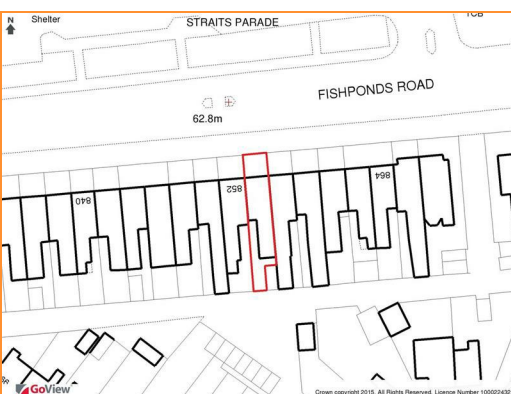 N
Shelter
STRAITS PARADE
TCB
FISHPONDS ROAD
62.8m
864
852
840
GoView
Crown copyright 2015. All Rights Reserved. Licence Number 100022432